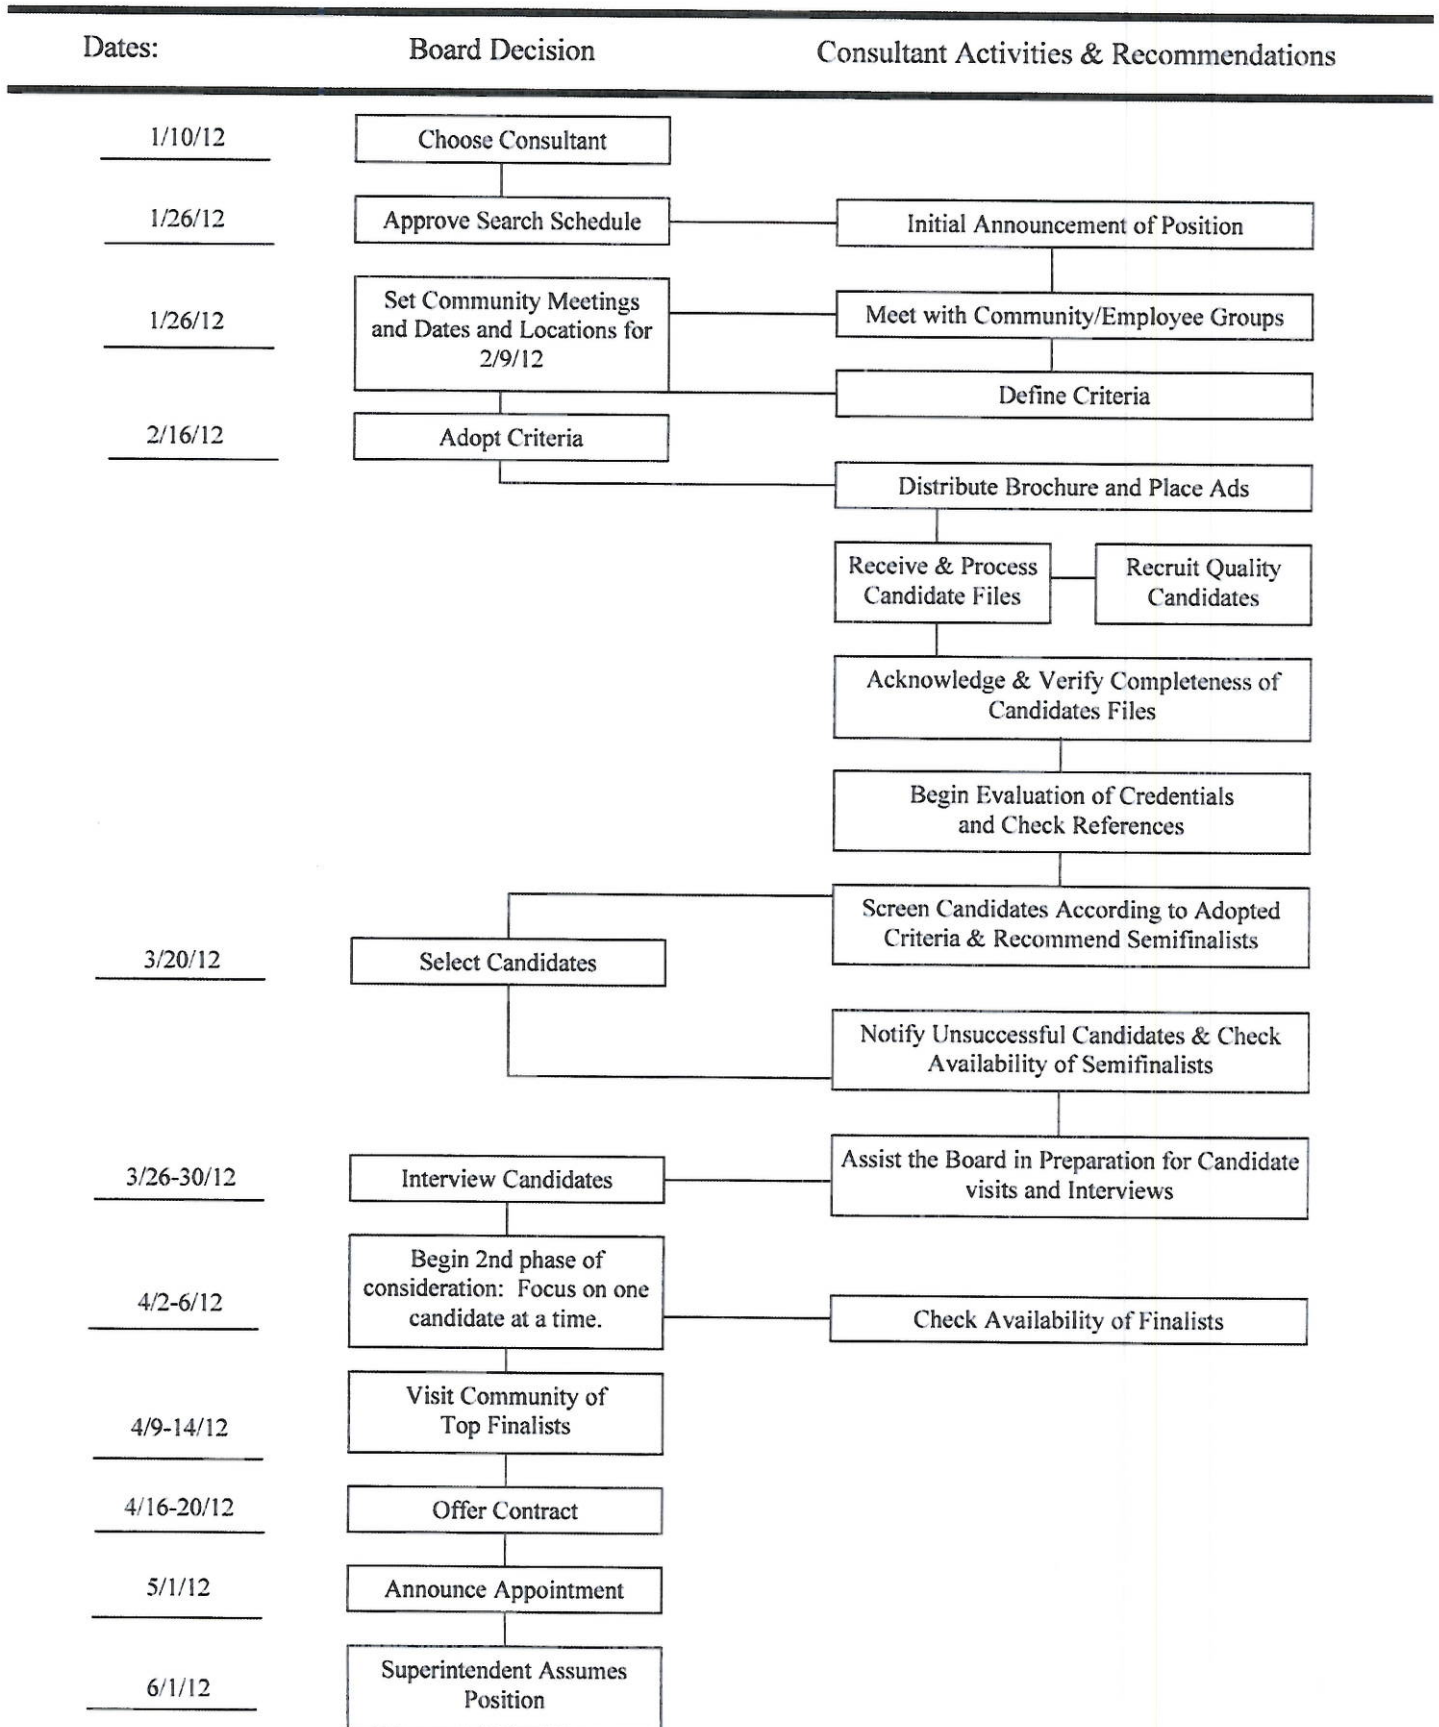 Dates:
Board Decision
Consultant Activities & Recommendations
1/10/12
Choose Consultant
1/26/12
Approve Search Schedule
Initial Announcement of Position
1/26/12
Set Community Meetings
and Dates and Locations for
2/9/12
Meet with Community/Employee Groups
Define Criteria
2/16/12
Adopt Criteria
Distribute Brochure and Place Ads
Receive & Process
Candidate Files
Recruit Quality
Candidates
Acknowledge & Verify Completeness of
Candidates Files
Begin Evaluation of Credentials
and Check References
Screen Candidates According to Adopted
Criteria & Recommend Semifinalists
3/20/12
Select Candidates
Notify Unsuccessful Candidates & Check
Availability of Semifinalists
3/26-30/12
Interview Candidates
Assist the Board in Preparation for Candidate
visits and Interviews
4/2-6/12
Begin 2nd phase of
consideration: Focus on one
candidate at a time.
Check Availability of Finalists
4/9-14/12
Visit Community of
Top Finalists
4/16-20/12
Offer Contract
5/1/12
Announce Appointment
6/1/12
Superintendent Assumes
Position